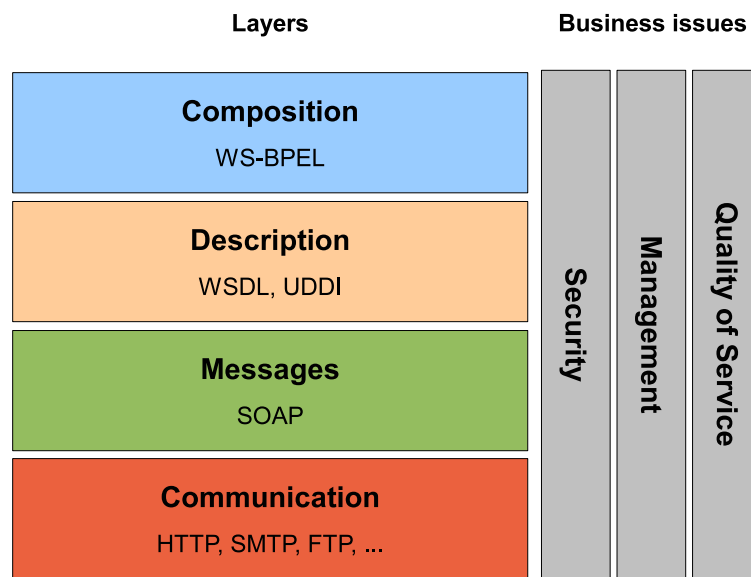 Layers
Business issues
Composition
WS-BPEL
Description
WSDL, UDDI
Messages
SOAP
Communication
HTTP, SMTP, FTP, ...
Security
Management
Quality of Service